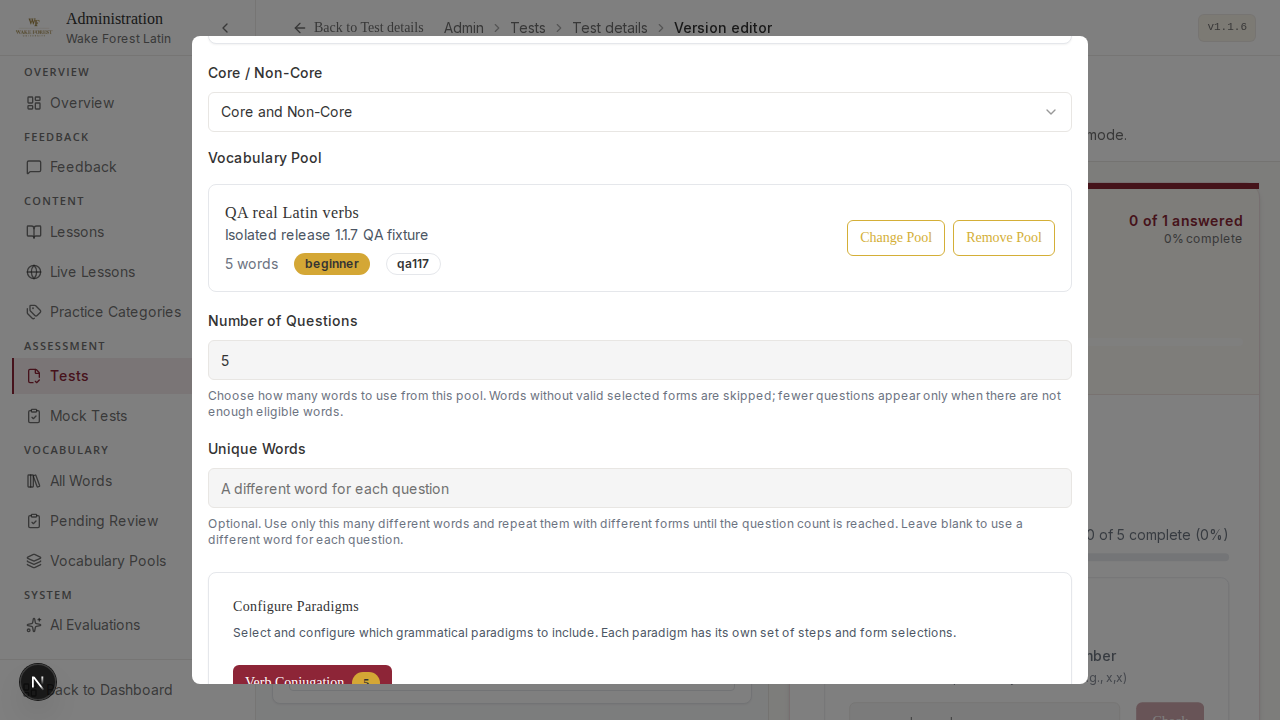 WF
WAKE FOREST
Administration
Wake Forest Latin
Back to Test details
Admin
Tests
Test details
Version editor
v1.1.6
OVERVIEW
Overview
FEEDBACK
Feedback
CONTENT
Lessons
Live Lessons
Practice Categories
ASSESSMENT
Tests
Mock Tests
VOCABULARY
All Words
Pending Review
Vocabulary Pools
SYSTEM
AI Evaluations
Back to Dashboard
N
Core / Non-Core
Core and Non-Core
Vocabulary Pool
QA real Latin verbs
Isolated release 1.1.7 QA fixture
5 words
beginner
qa117
Change Pool
Remove Pool
Number of Questions
5
Choose how many words to use from this pool. Words without valid selected forms are skipped; fewer questions appear only when there are not
enough eligible words.
Unique Words
A different word for each question
Optional. Use only this many different words and repeat them with different forms until the question count is reached. Leave blank to use a
different word for each question.
Configure Paradigms
Select and configure which grammatical paradigms to include. Each paradigm has its own set of steps and form selections.
Verb Conjugation 5
mode.
0 of 1 answered
0% complete
0 of 5 complete (0%)
x,x)
Check